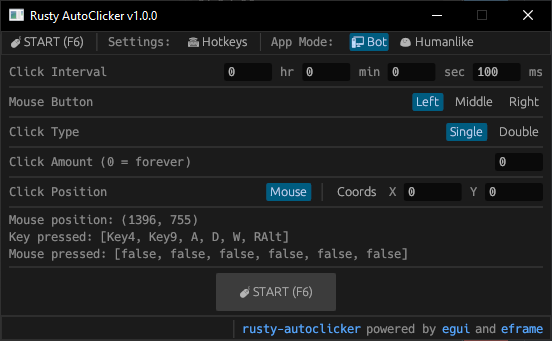 Rusty AutoClicker v1.0.0
START (F6) Settings: Hotkeys App Mode: Bot Humanlike
Click Interval 0 hr 0 min 0 sec 100 ms
Mouse Button Left Middle Right
Click Type Single Double
Click Amount (0 = forever) 0
Click Position Mouse Coords X 0 Y 0
Mouse position: (1396, 755)
Key pressed: [Key4, Key9, A, D, W, RAlt]
Mouse pressed: [false, false, false, false, false, false]
START (F6)
rusty-autoclicker powered by egui and eframe